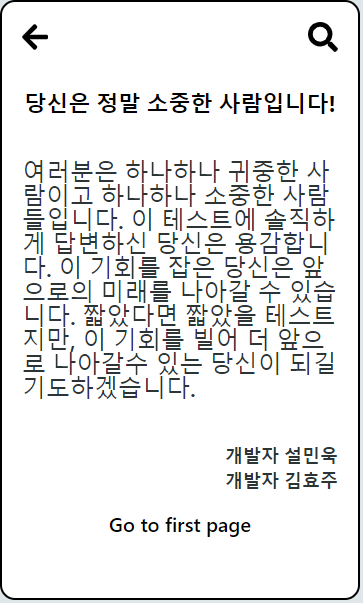 당신은 정말 소중한 사람입니다!
여러분은 하나하나 귀중한 사
람이고 하나하나 소중한 사람
들입니다. 이 테스트에 솔직하
게 답변하신 당신은 용감합니
다. 이 기회를 잡은 당신은 앞
으로의 미래를 나아갈 수 있습
니다. 짧았다면 짧았을 테스트
지만, 이 기회를 빌어 더 앞으
로 나아갈수 있는 당신이 되길
기도하겠습니다.
개발자 설민욱
개발자 김효주
Go to first page